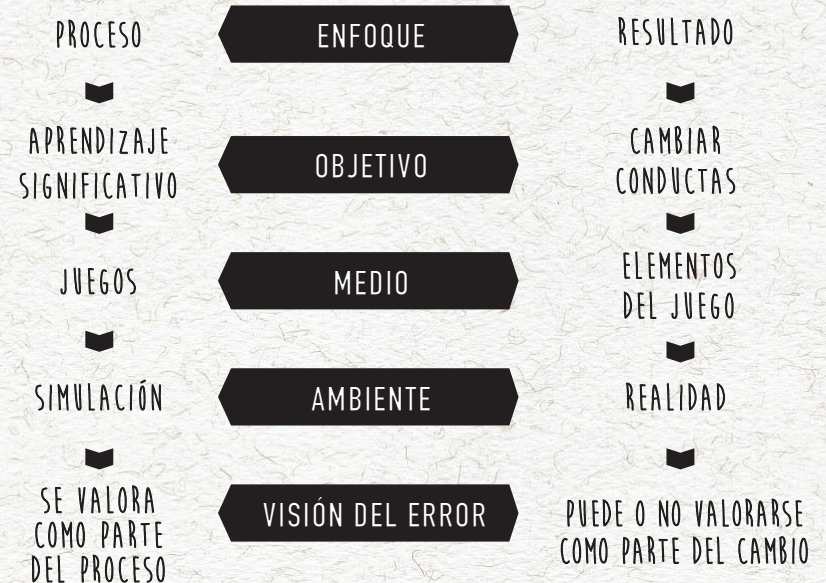 PROCESO
ENFOQUE
RESULTADO
APRENDIZAJE
SIGNIFICATIVO
OBJETIVO
CAMBIAR
CONDUCTAS
JUEGOS
MEDIO
ELEMENTOS
DEL JUEGO
SIMULACIÓN
AMBIENTE
REALIDAD
SE VALORA
COMO PARTE
DEL PROCESO
VISIÓN DEL ERROR
PUEDE O NO VALORARSE
COMO PARTE DEL CAMBIO